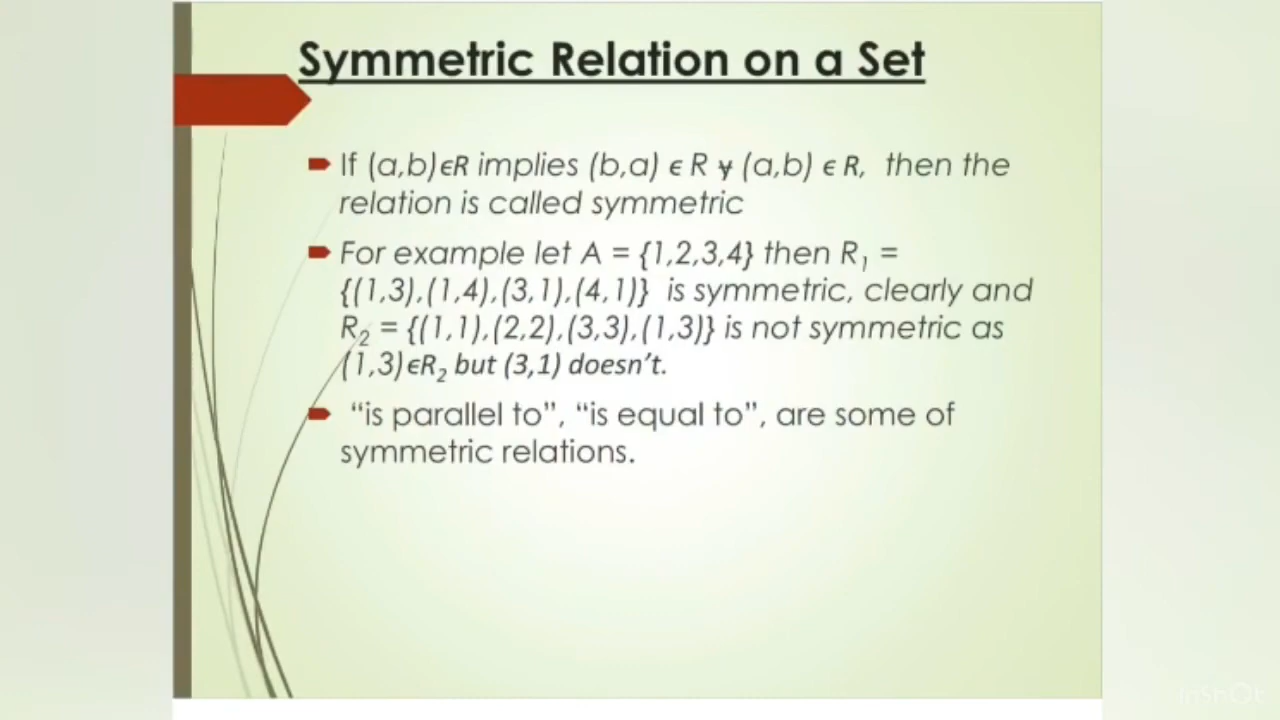 Symmetric Relation on a Set
If (a,b)ϵR implies (b,a) ϵ R ∀ (a,b) ϵ R, then the
relation is called symmetric
For example let A = {1,2,3,4} then R₁ =
{(1,3),(1,4),(3,1),(4,1)} is symmetric, clearly and
R₂ = {(1,1),(2,2),(3,3),(1,3)} is not symmetric as
(1,3)ϵR₂ but (3,1) doesn’t.
“is parallel to”, “is equal to”, are some of
symmetric relations.
InShOt